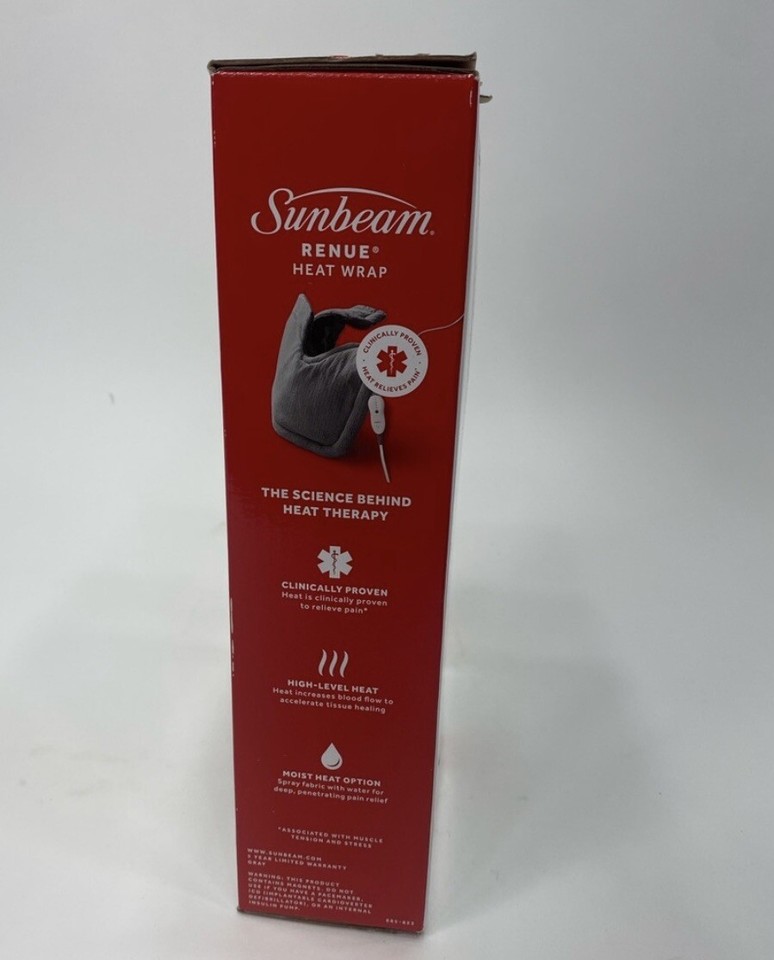 Sunbeam®
RENUE®
HEAT WRAP
CLINICALLY PROVEN
HEAT RELIEVES PAIN*
THE SCIENCE BEHIND
HEAT THERAPY
CLINICALLY PROVEN
Heat is clinically proven
to relieve pain*
HIGH-LEVEL HEAT
Heat increases blood flow to
accelerate tissue healing
MOIST HEAT OPTION
Spray fabric with water for
deep, penetrating pain relief
*ASSOCIATED WITH MUSCLE
TENSION AND STRESS
WWW.SUNBEAM.COM
5 YEAR LIMITED WARRANTY
GRAY
WARNING: THIS PRODUCT
CONTAINS MAGNETS. DO NOT
USE IF YOU HAVE A PACEMAKER,
ICD (IMPLANTABLE CARDIOVERTER
DEFIBRILLATOR), OR AN INTERNAL
INSULIN PUMP.